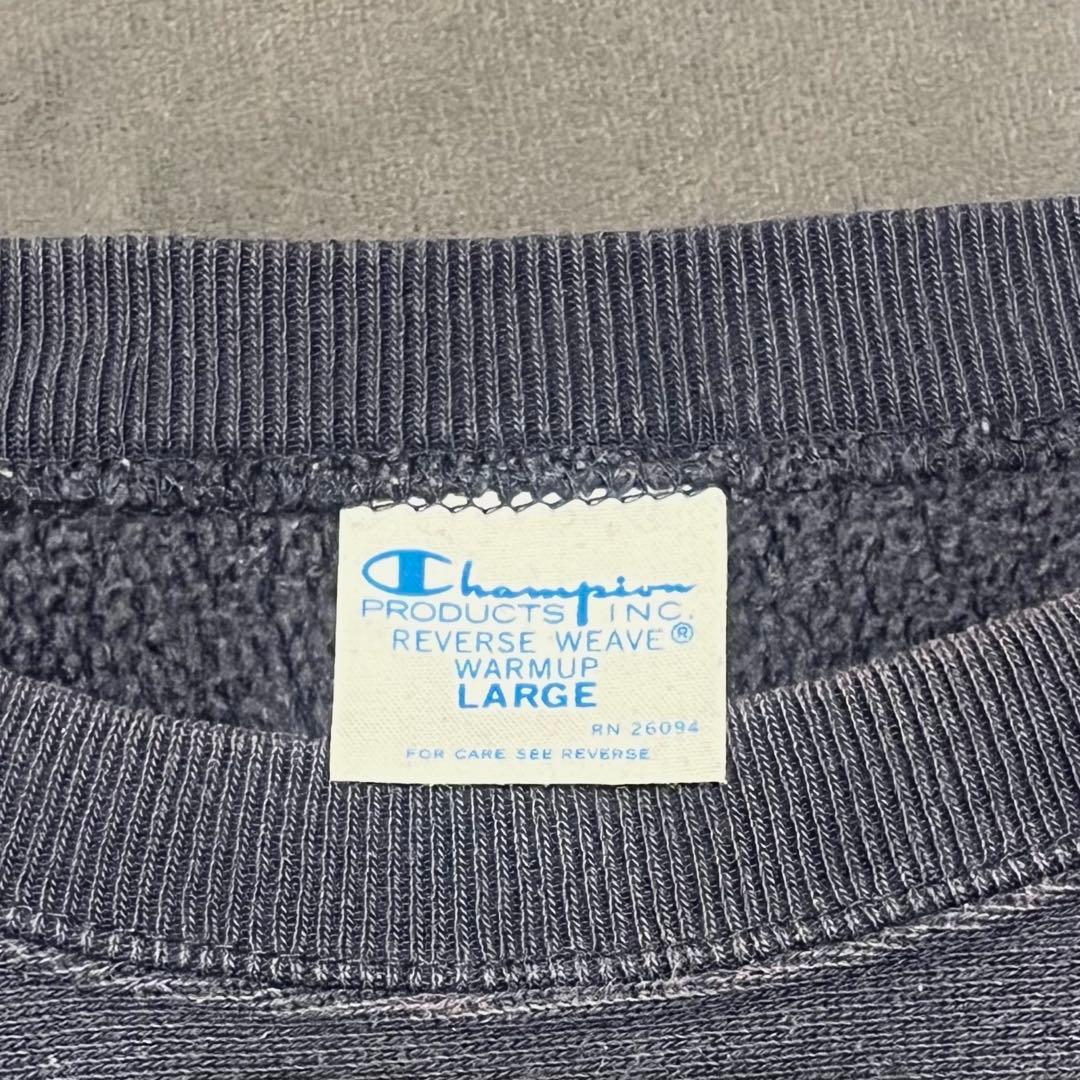 Champion
PRODUCTS INC.
REVERSE WEAVE®
WARMUP
LARGE
RN 26094
FOR CARE SEE REVERSE